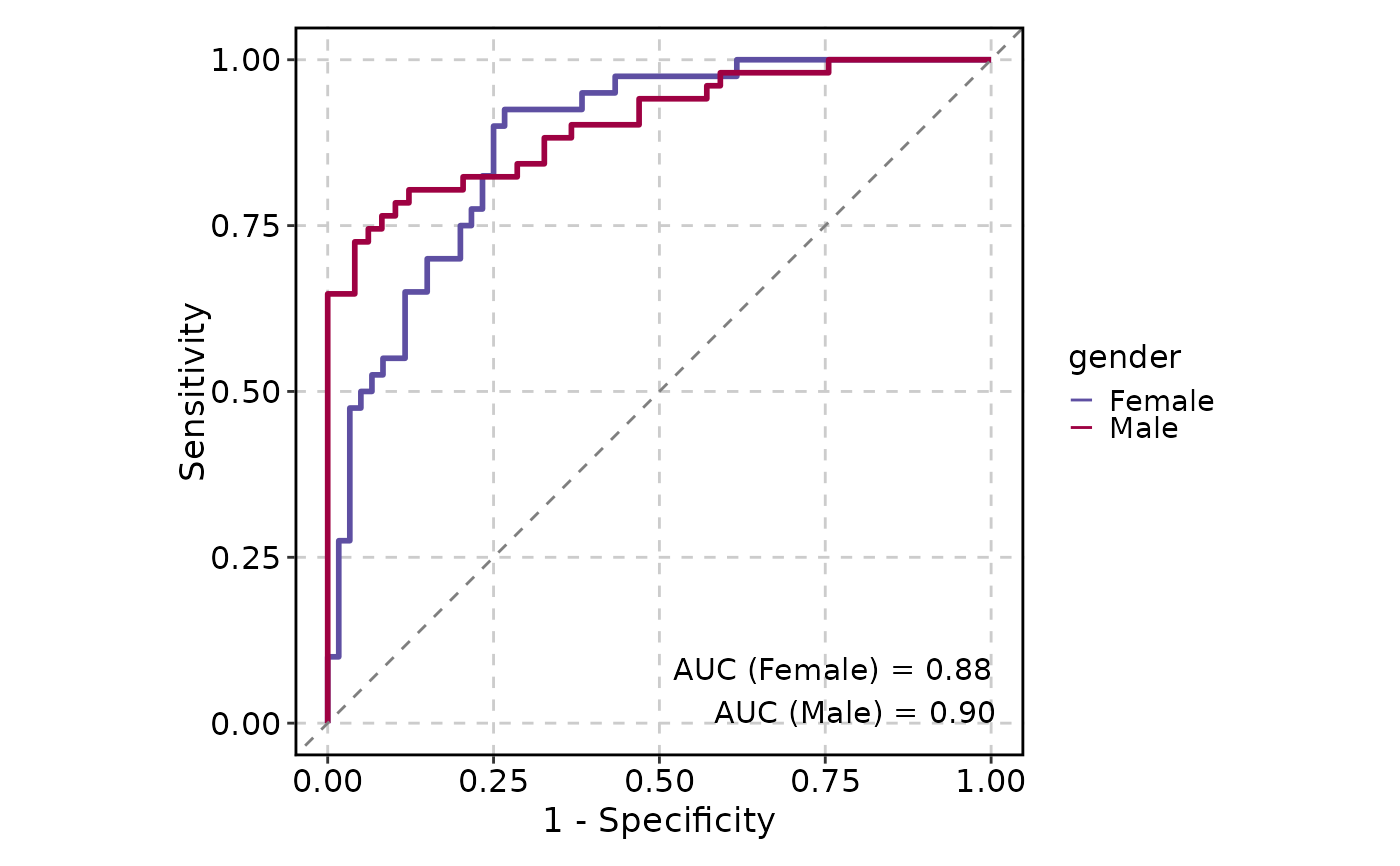 Sensitivity
1.00
0.75
0.50
0.25
0.00
AUC (Female) = 0.88
AUC (Male) = 0.90
0.00 0.25 0.50 0.75 1.00
1 - Specificity
gender
Female
Male